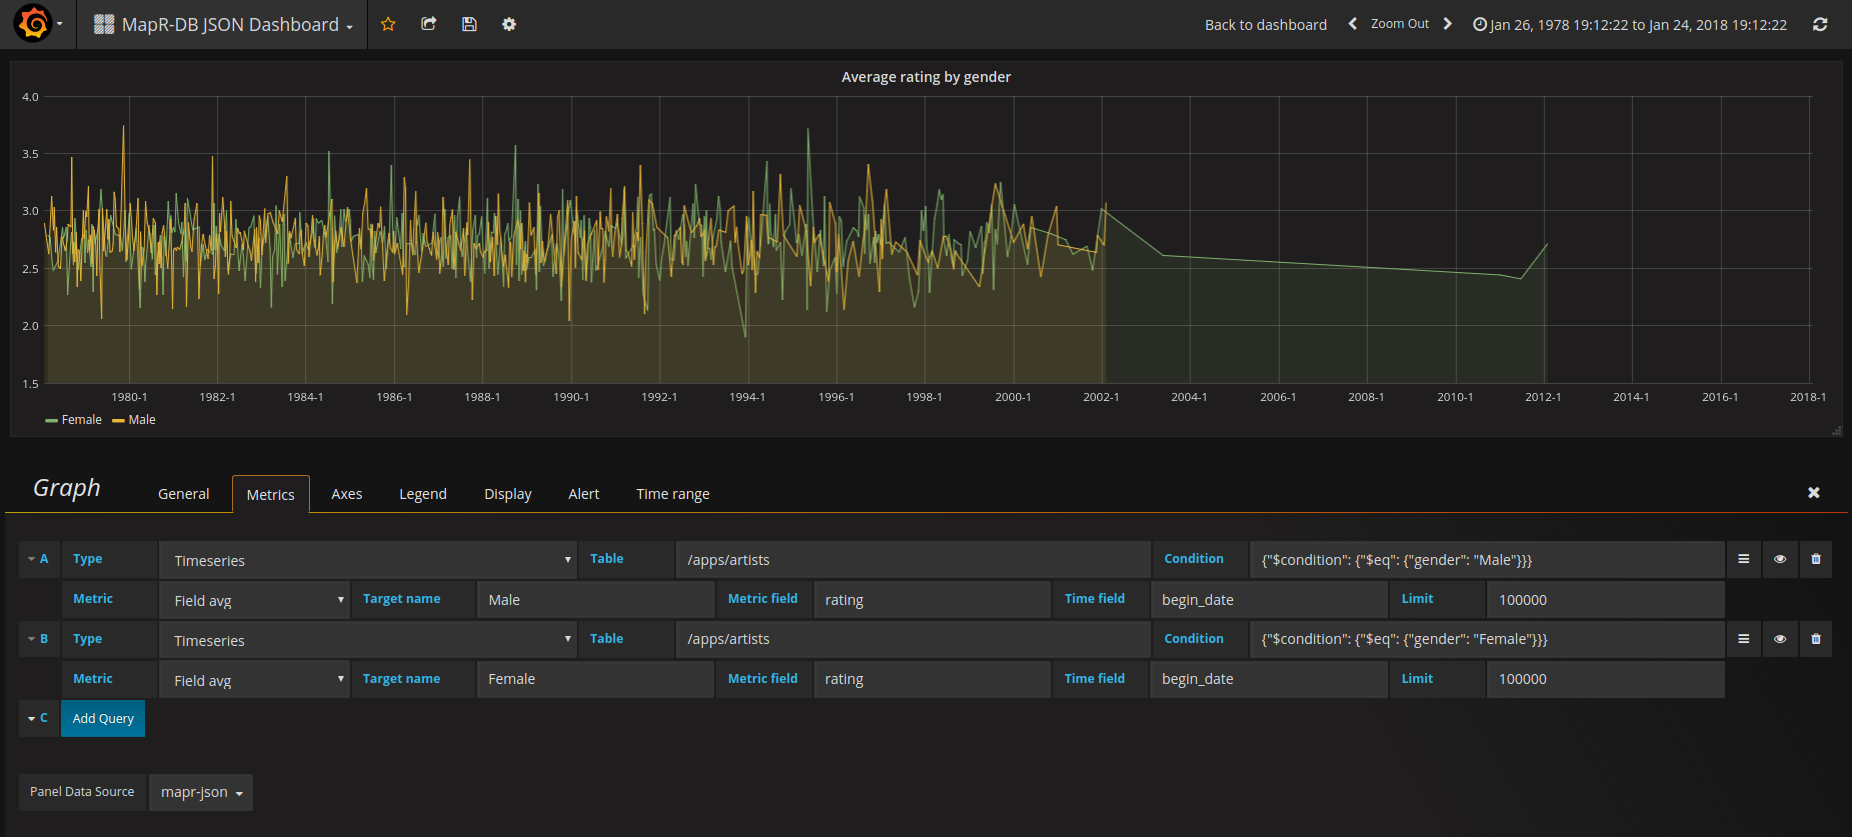 MapR-DB JSON Dashboard
Back to dashboard Zoom Out Jan 26, 1978 19:12:22 to Jan 24, 2018 19:12:22
Average rating by gender
4.0
3.5
3.0
2.5
2.0
1.5
1980-1 1982-1 1984-1 1986-1 1988-1 1990-1 1992-1 1994-1 1996-1 1998-1 2000-1 2002-1 2004-1 2006-1 2008-1 2010-1 2012-1 2014-1 2016-1 2018-1
Female Male
Graph General Metrics Axes Legend Display Alert Time range
A Type Timeseries Table /apps/artists Condition {"$condition": {"$eq": {"gender": "Male"}}}
Metric Field avg Target name Male Metric field rating Time field begin_date Limit 100000
B Type Timeseries Table /apps/artists Condition {"$condition": {"$eq": {"gender": "Female"}}}
Metric Field avg Target name Female Metric field rating Time field begin_date Limit 100000
C Add Query
Panel Data Source mapr-json